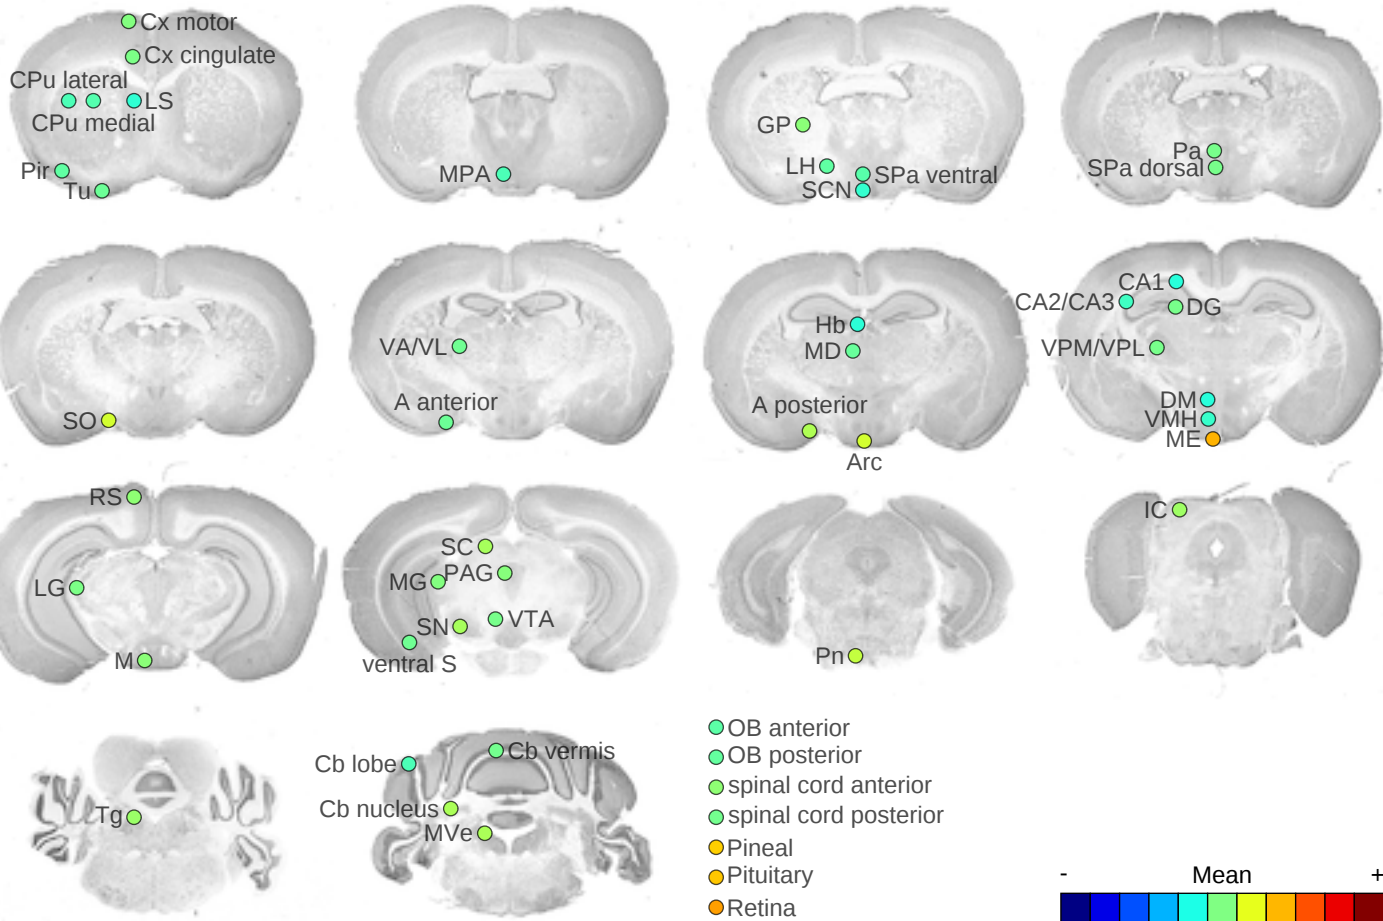 Cx motor
Cx cingulate
CPu lateral
LS
CPu medial
Pir
Tu
MPA
GP
LH
SPa ventral
SCN
Pa
SPa dorsal
SO
VA/VL
A anterior
Hb
MD
A posterior
Arc
CA1
CA2/CA3
DG
VPM/VPL
DM
VMH
ME
RS
LG
M
SC
PAG
MG
VTA
SN
ventral S
Pn
IC
Tg
Cb vermis
Cb lobe
Cb nucleus
MVe
OB anterior
OB posterior
spinal cord anterior
spinal cord posterior
Pineal
Pituitary
Retina
- Mean +